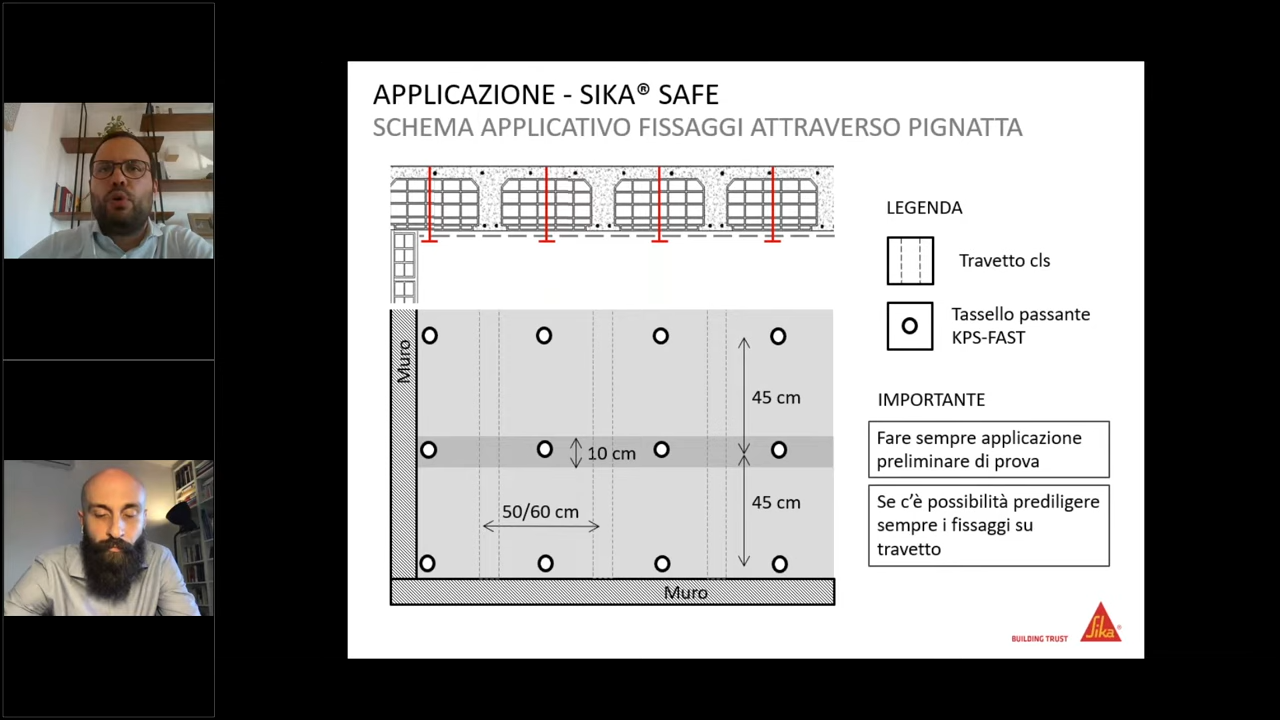 APPLICAZIONE - SIKA® SAFE
SCHEMA APPLICATIVO FISSAGGI ATTRAVERSO PIGNATTA
Muro
45 cm
10 cm
50/60 cm
45 cm
Muro
LEGENDA
Travetto cls
Tassello passante
KPS-FAST
IMPORTANTE
Fare sempre applicazione
preliminare di prova
Se c'è possibilità prediligere
sempre i fissaggi su
travetto
BUILDING TRUST
Sika®